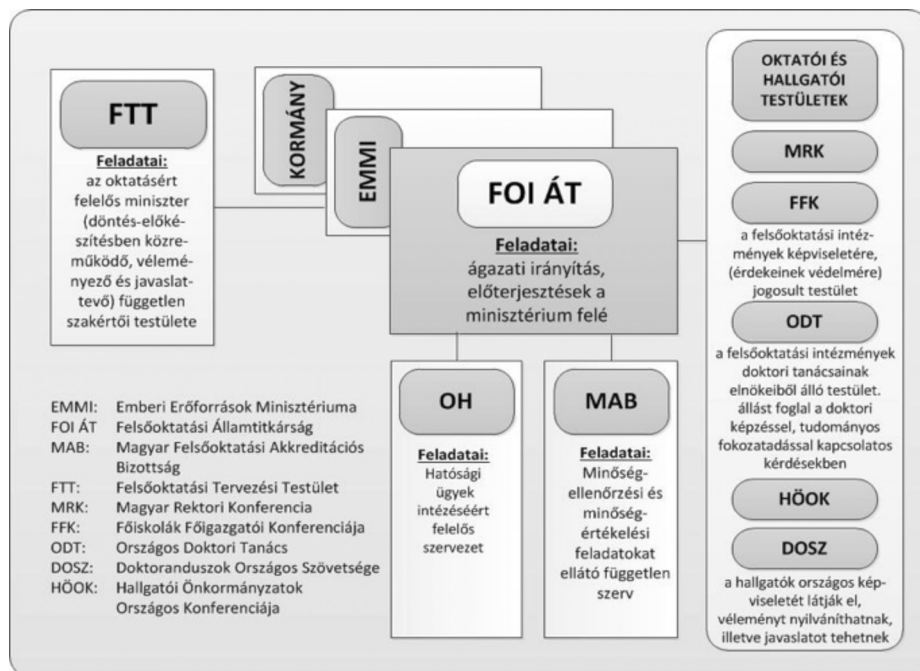 FTT
Feladatai:
az oktatásért
felelős miniszter
(döntés-előké-
szítésben közre-
működő, vélemé-
nyező és javaslat-
tevő) független
szakértői testülete
KORMÁNY
EMMI
FOI ÁT
Feladatai:
ágazati irányítás,
előterjesztések a
minisztérium felé
OH
Feladatai:
Hatósági
ügyek
intézéséért
felelős
szervezet
MAB
Feladatai:
Minőség-
ellenőrzési és
minőség-
értékelési
feladatokat
ellátó független
szerv
OKTATÓI ÉS
HALLGATÓI
TESTÜLETEK
MRK
FFK
a felsőoktatási intéz-
mények képviseletére,
(érdekeinek védelmére)
jogosult testület
ODT
a felsőoktatási intézmények
doktori tanácsainak
elnökeiből álló testület.
állást foglal a doktori
képzéssel, tudományos
fokozatadással kapcsolatos
kérdésekben
HÖOK
DOSZ
a hallgatók országos kép-
viseletét látják el,
véleményt nyilváníthatnak,
illetve javaslatot tehetnek
EMMI: Emberi Erőforrások Minisztériuma
FOI ÁT Felsőoktatási Államtitkárság
MAB: Magyar Felsőoktatási Akkreditációs
Bizottság
FTT: Felsőoktatási Tervezési Testület
MRK: Magyar Rektori Konferencia
FFK: Főiskolák Főigazgatói Konferenciája
ODT: Országos Doktori Tanács
DOSZ: Doktoranduszok Országos Szövetsége
HÖOK: Hallgatói Önkormányzatok
Országos Konferenciája